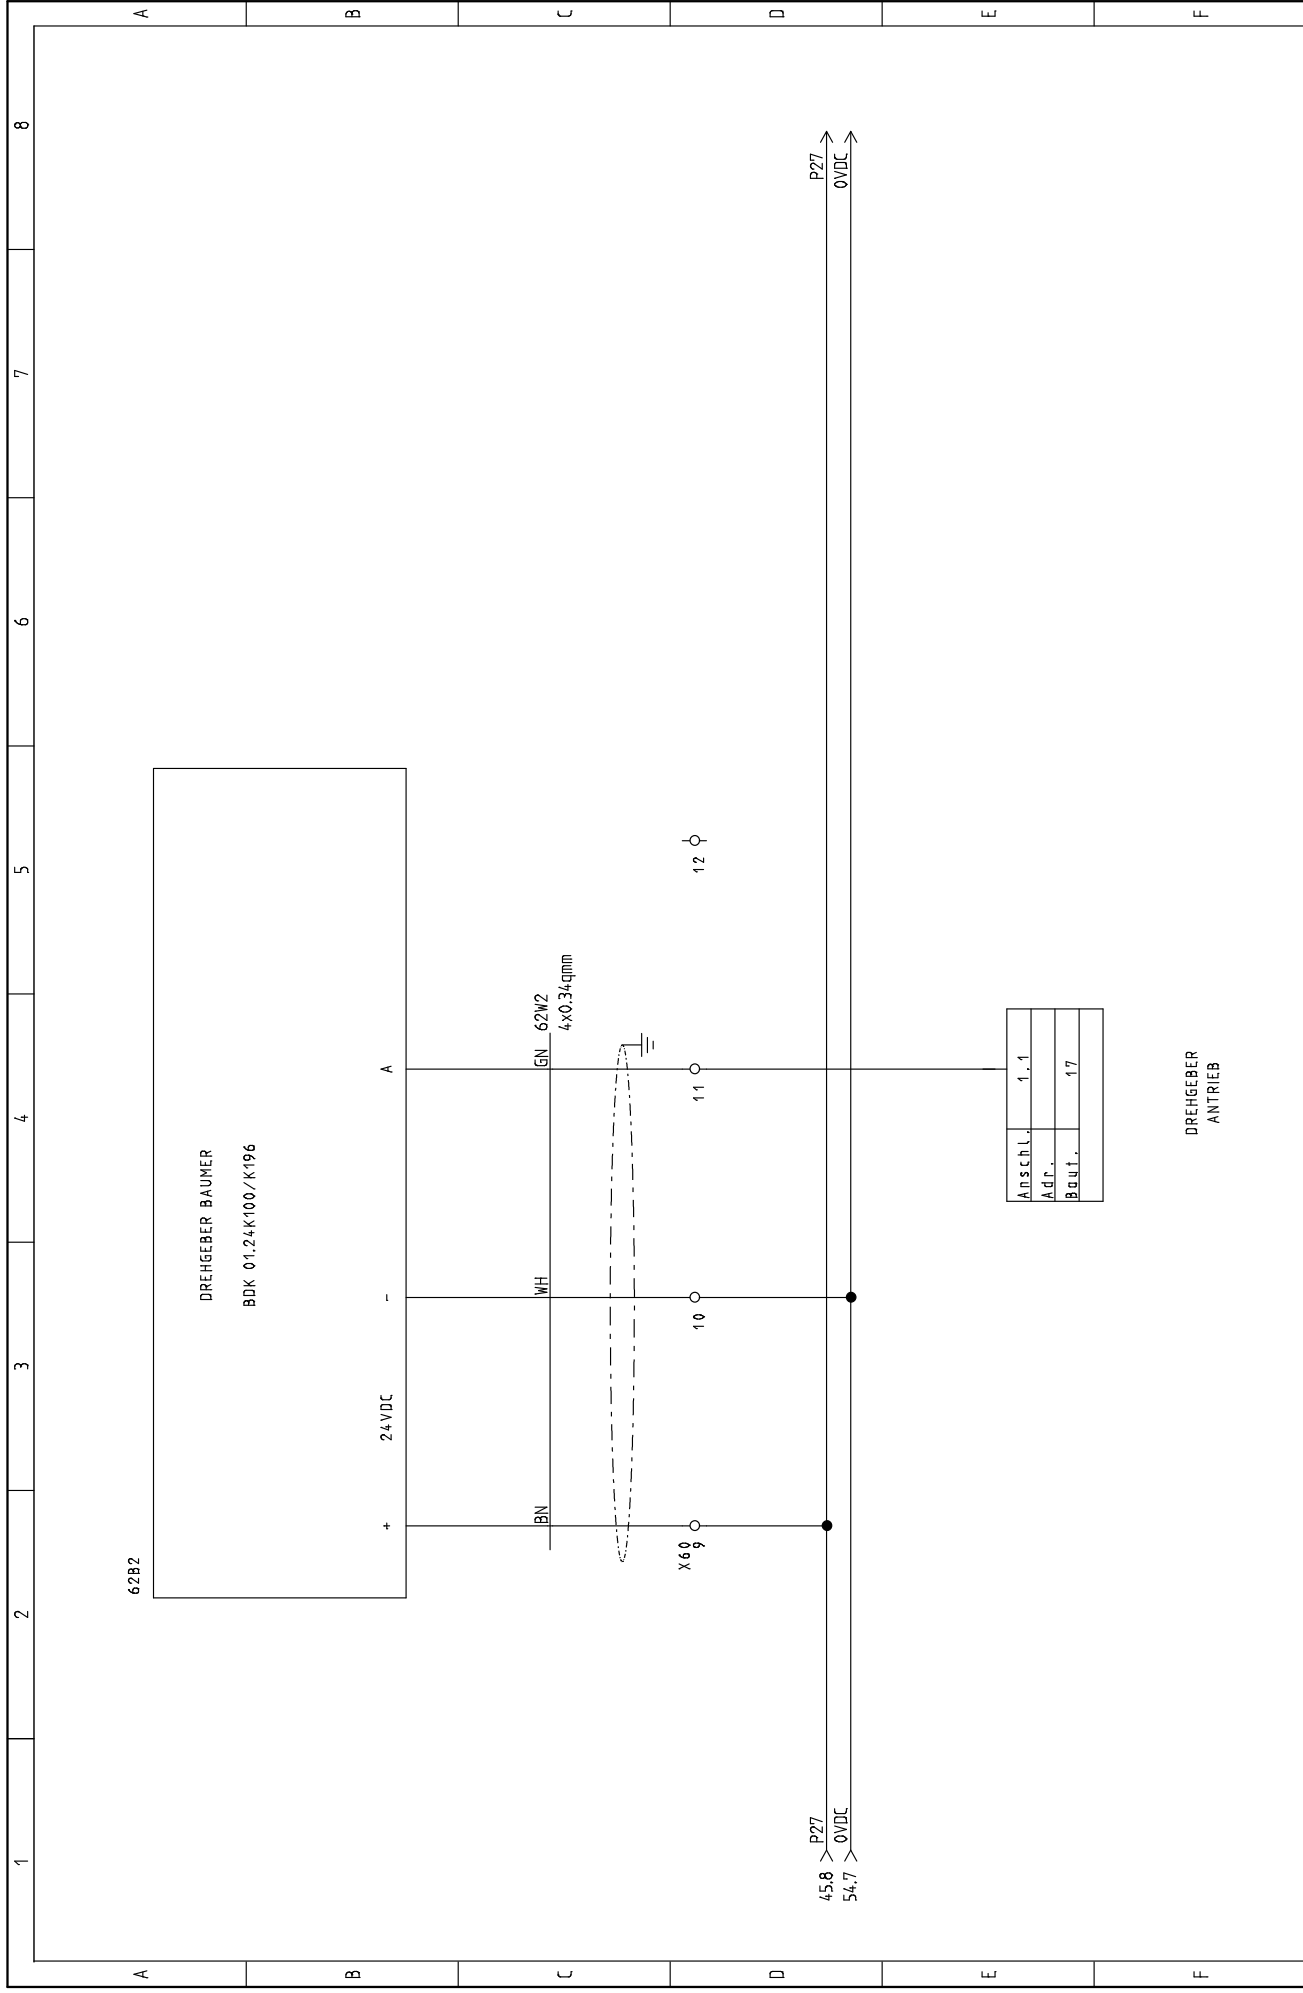 1 2 3 4 5 6 7 8
A A
B B
C C
D D
E E
F F
62B2
DREHGEBER BAUMER
BDK 01.24K100/K196
+ 24VDC - A
BN WH GN 62W2
4x0.34qmm
X60
9 10 11 12
45.8 P27 P27
54.7 0VDC 0VDC
Anschl. 1.1
Adr.
Baut. 17
DREHGEBER
ANTRIEB